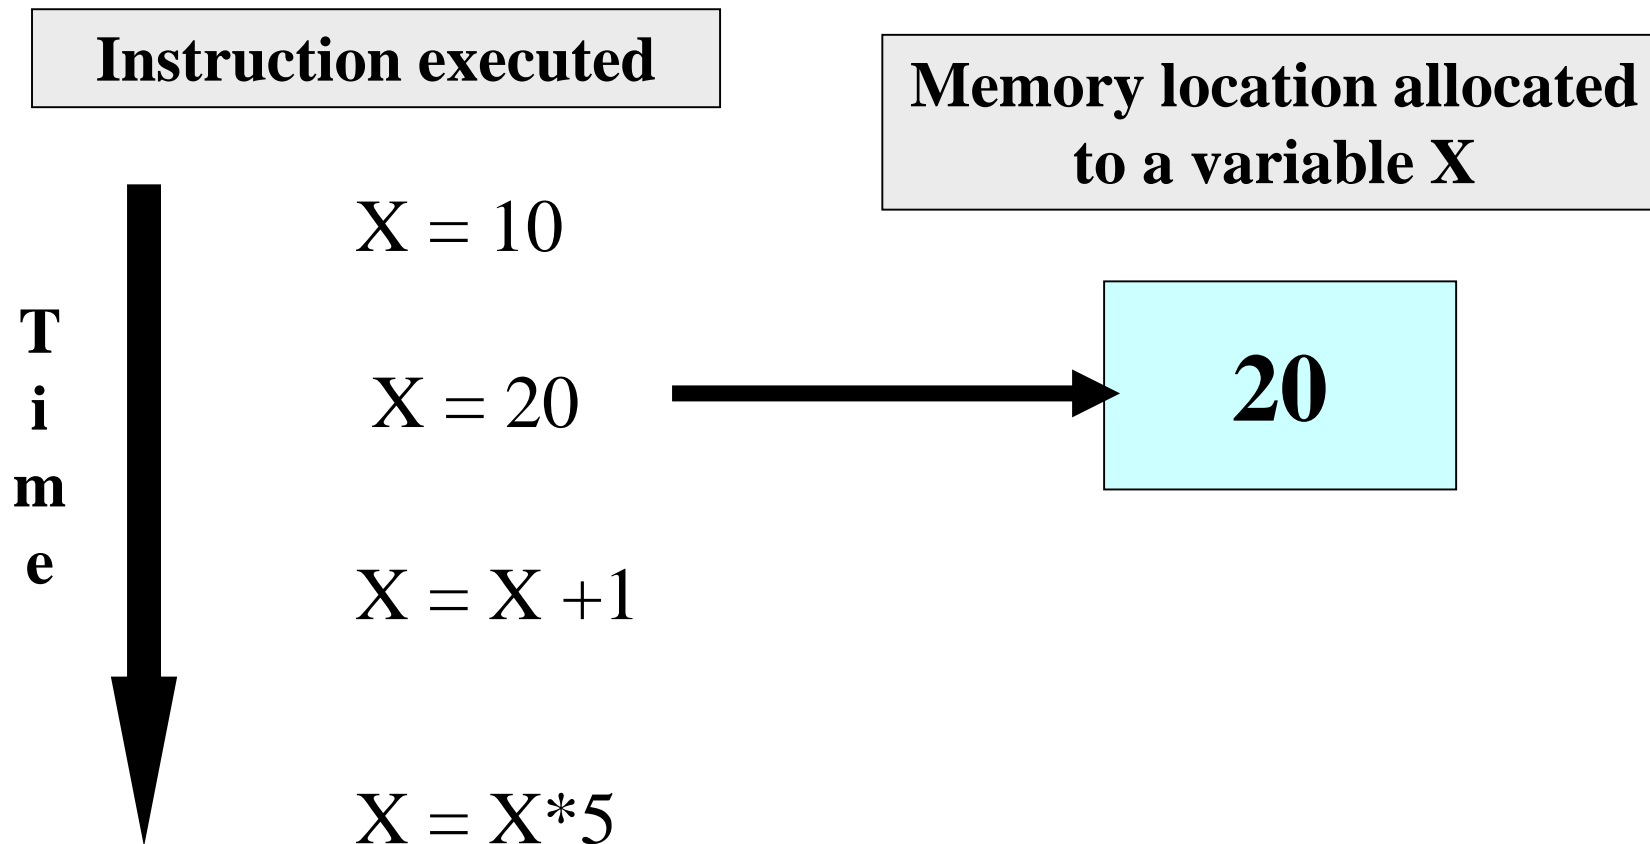 Instruction executed
Memory location allocated
to a variable X
X = 10
T
i
m
e
X = 20
20
X = X +1
X = X*5